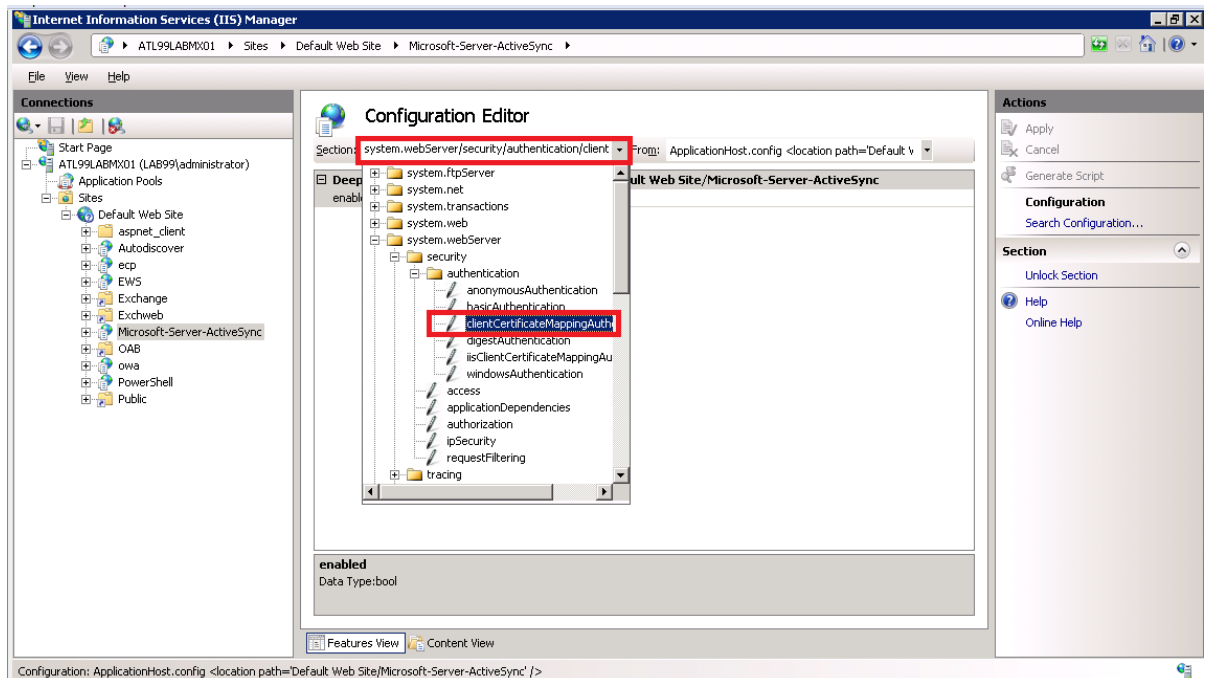 Internet Information Services (IIS) Manager
ATL99LABMX01 Sites Default Web Site Microsoft-Server-ActiveSync
File View Help
Connections
Start Page
ATL99LABMX01 (LAB99\administrator)
Application Pools
Sites
Default Web Site
aspnet_client
Autodiscover
ecp
EWS
Exchange
Exchweb
Microsoft-Server-ActiveSync
OAB
owa
PowerShell
Public
Configuration Editor
Section: system.webServer/security/authentication/client From: ApplicationHost.config <location path='Default
Deep ult Web Site/Microsoft-Server-ActiveSync
enabl
system.ftpServer
system.net
system.transactions
system.web
system.webServer
security
authentication
anonymousAuthentication
basicAuthentication
clientCertificateMappingAuth
digestAuthentication
iisClientCertificateMappingAu
windowsAuthentication
access
applicationDependencies
authorization
ipSecurity
requestFiltering
tracing
enabled
Data Type:bool
Features View Content View
Actions
Apply
Cancel
Generate Script
Configuration
Search Configuration...
Section
Unlock Section
Help
Online Help
Configuration: ApplicationHost.config <location path='Default Web Site/Microsoft-Server-ActiveSync' />